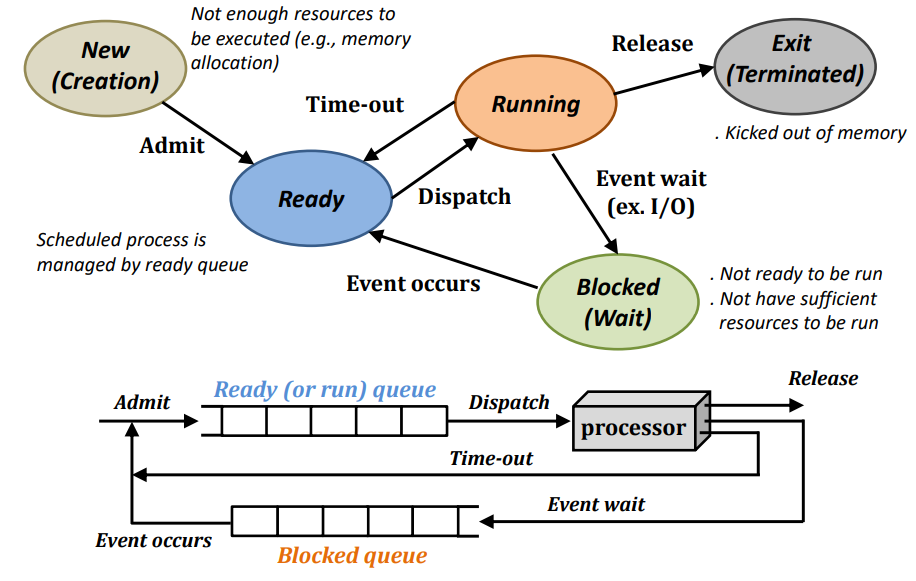 New
(Creation)
Not enough resources to
be executed (e.g., memory
allocation)
Release
Exit
(Terminated)
Time-out
Running
. Kicked out of memory
Admit
Ready
Dispatch
Event wait
(ex. I/O)
Scheduled process is
managed by ready queue
Event occurs
Blocked
(Wait)
. Not ready to be run
. Not have sufficient
resources to be run
Ready (or run) queue
Admit
Dispatch
processor
Release
Time-out
Event wait
Event occurs
Blocked queue